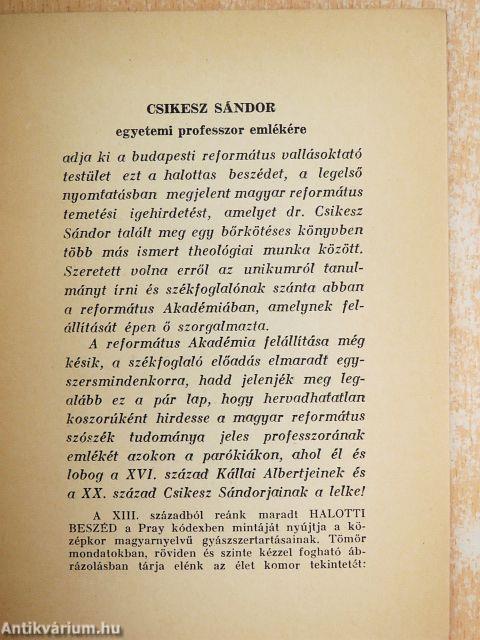 CSIKESZ SÁNDOR
egyetemi professzor emlékére
adja ki a budapesti református vallásoktató
testület ezt a halottas beszédet, a legelső
nyomtatásban megjelent magyar református
temetési igehirdetést, amelyet dr. Csikesz
Sándor talált meg egy bőrkötéses könyvben
több más ismert theológiai munka között.
Szeretett volna erről az unikumról tanul-
mányt írni és székfoglalónak szánta abban
a református Akadémiában, amelynek fel-
állítását épen ő szorgalmazta.
A református Akadémia felállítása még
késik, a székfoglaló előadás elmaradt egy-
szersmindenkorra, hadd jelenjék meg leg-
alább ez a pár lap, hogy hervadhatatlan
koszorúként hirdesse a magyar református
szószék tudománya jeles professzorának
emlékét azokon a parókiákon, ahol él és
lobog a XVI. század Kállai Albertjeinek és
a XX. század Csikesz Sándorjainak a lelke!
A XIII. századból reánk maradt HALOTTI
BESZÉD a Pray kódexben mintáját nyújtja a kö-
zépkor magyarnyelvű gyászszertartásainak. Tömör
mondatokban, röviden és szinte kézzel fogható áb-
rázolásban tárja elénk az élet komor tekintetét:
Antikvárium.hu